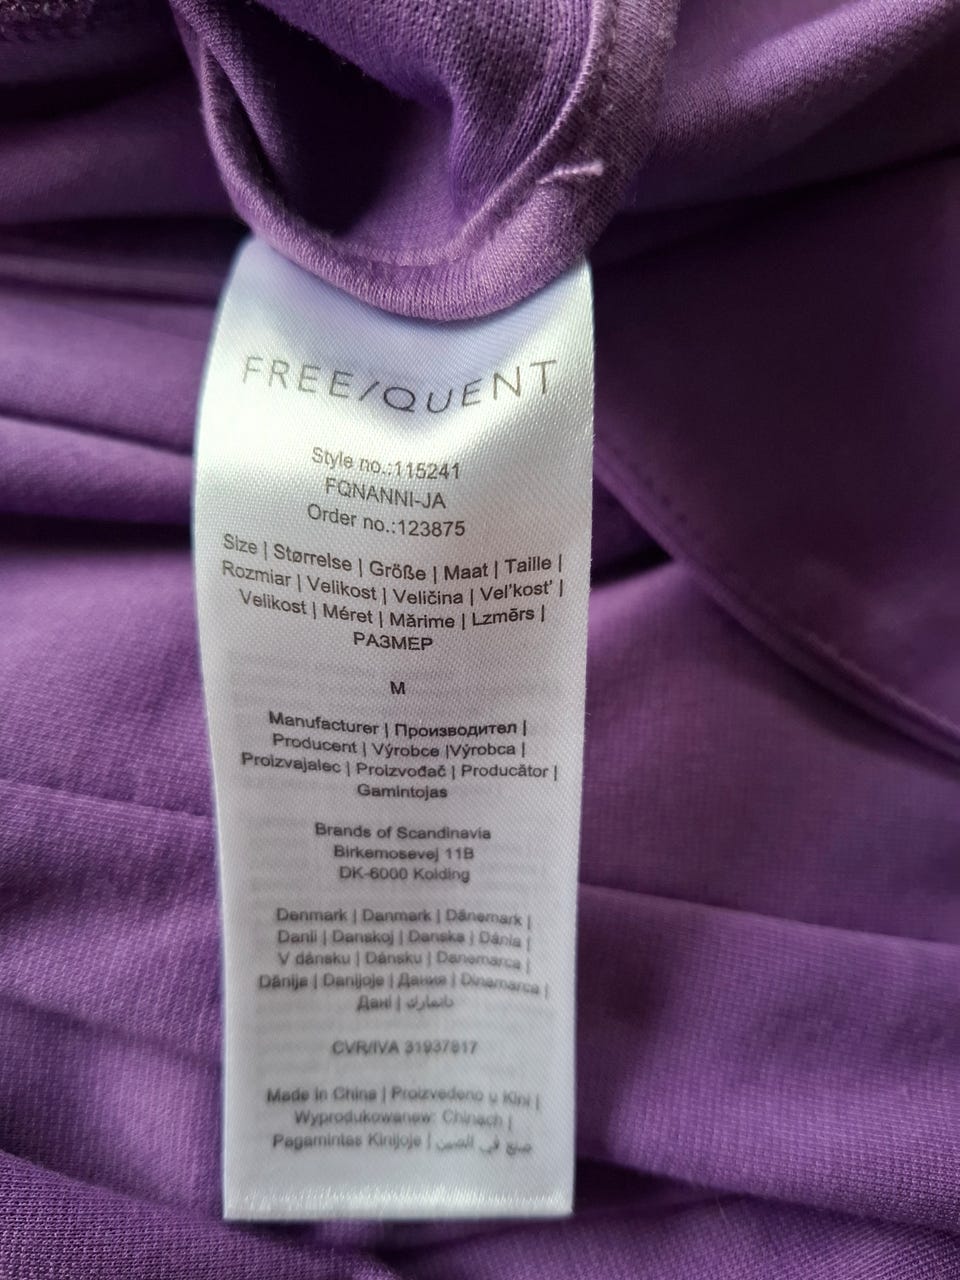 FREE/QUENT
Style no.:115241
FQNANNI-JA
Order no.:123875
Size | Størrelse | Größe | Maat | Taille |
Rozmiar | Velikost | Veličina | Vel'kost' |
Velikost | Méret | Mărime | Lzmērs |
РАЗМЕР
M
Manufacturer | Производител |
Producent | Výrobce |Výrobca |
Proizvajalec | Proizvođač | Producător |
Gamintojas
Brands of Scandinavia
Birkemosevej 11B
DK-6000 Kolding
Denmark | Danmark | Dänemark |
Danii | Danskoj | Danska | Dánia |
V dánsku | Dánsku | Danemarca |
Dānija | Danijoje | Дания | Dinamarca |
Дані | دانمارك
CVR/IVA 31937817
Made in China | Proizvedeno u Kini |
Wyprodukowanew: Chinach |
Pagamintas Kinijoje | صنع في الصين